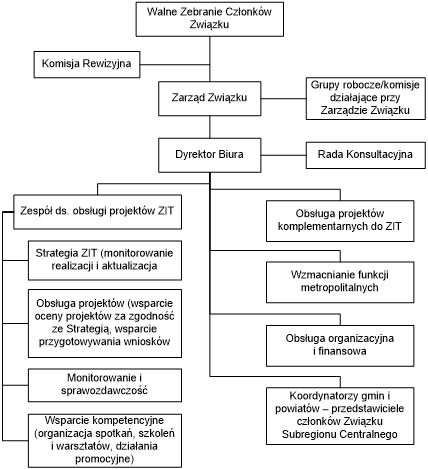 Walne Zebranie Członków
Związku
Komisja Rewizyjna
Zarząd Związku
Grupy robocze/komisje
działające przy
Zarządzie Związku
Dyrektor Biura
Rada Konsultacyjna
Zespół ds. obsługi projektów ZIT
Strategia ZIT (monitorowanie
realizacji i aktualizacja
Obsługa projektów (wsparcie
oceny projektów za zgodność
ze Strategią, wsparcie
przygotowywania wniosków
Monitorowanie i
sprawozdawczość
Wsparcie kompetencyjne
(organizacja spotkań, szkoleń
i warsztatów, działania
promocyjne)
Obsługa projektów
komplementarnych do ZIT
Wzmacnianie funkcji
metropolitalnych
Obsługa organizacyjna
i finansowa
Koordynatorzy gmin i
powiatów – przedstawiciele
członków Związku
Subregionu Centralnego